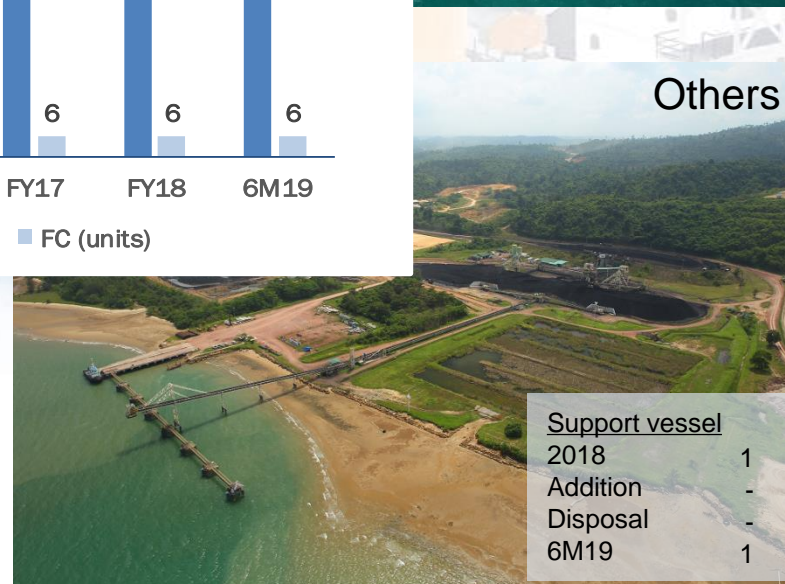 6 6 6
FY17 FY18 6M19
FC (units)
Others
Support vessel
2018 1
Addition -
Disposal -
6M19 1